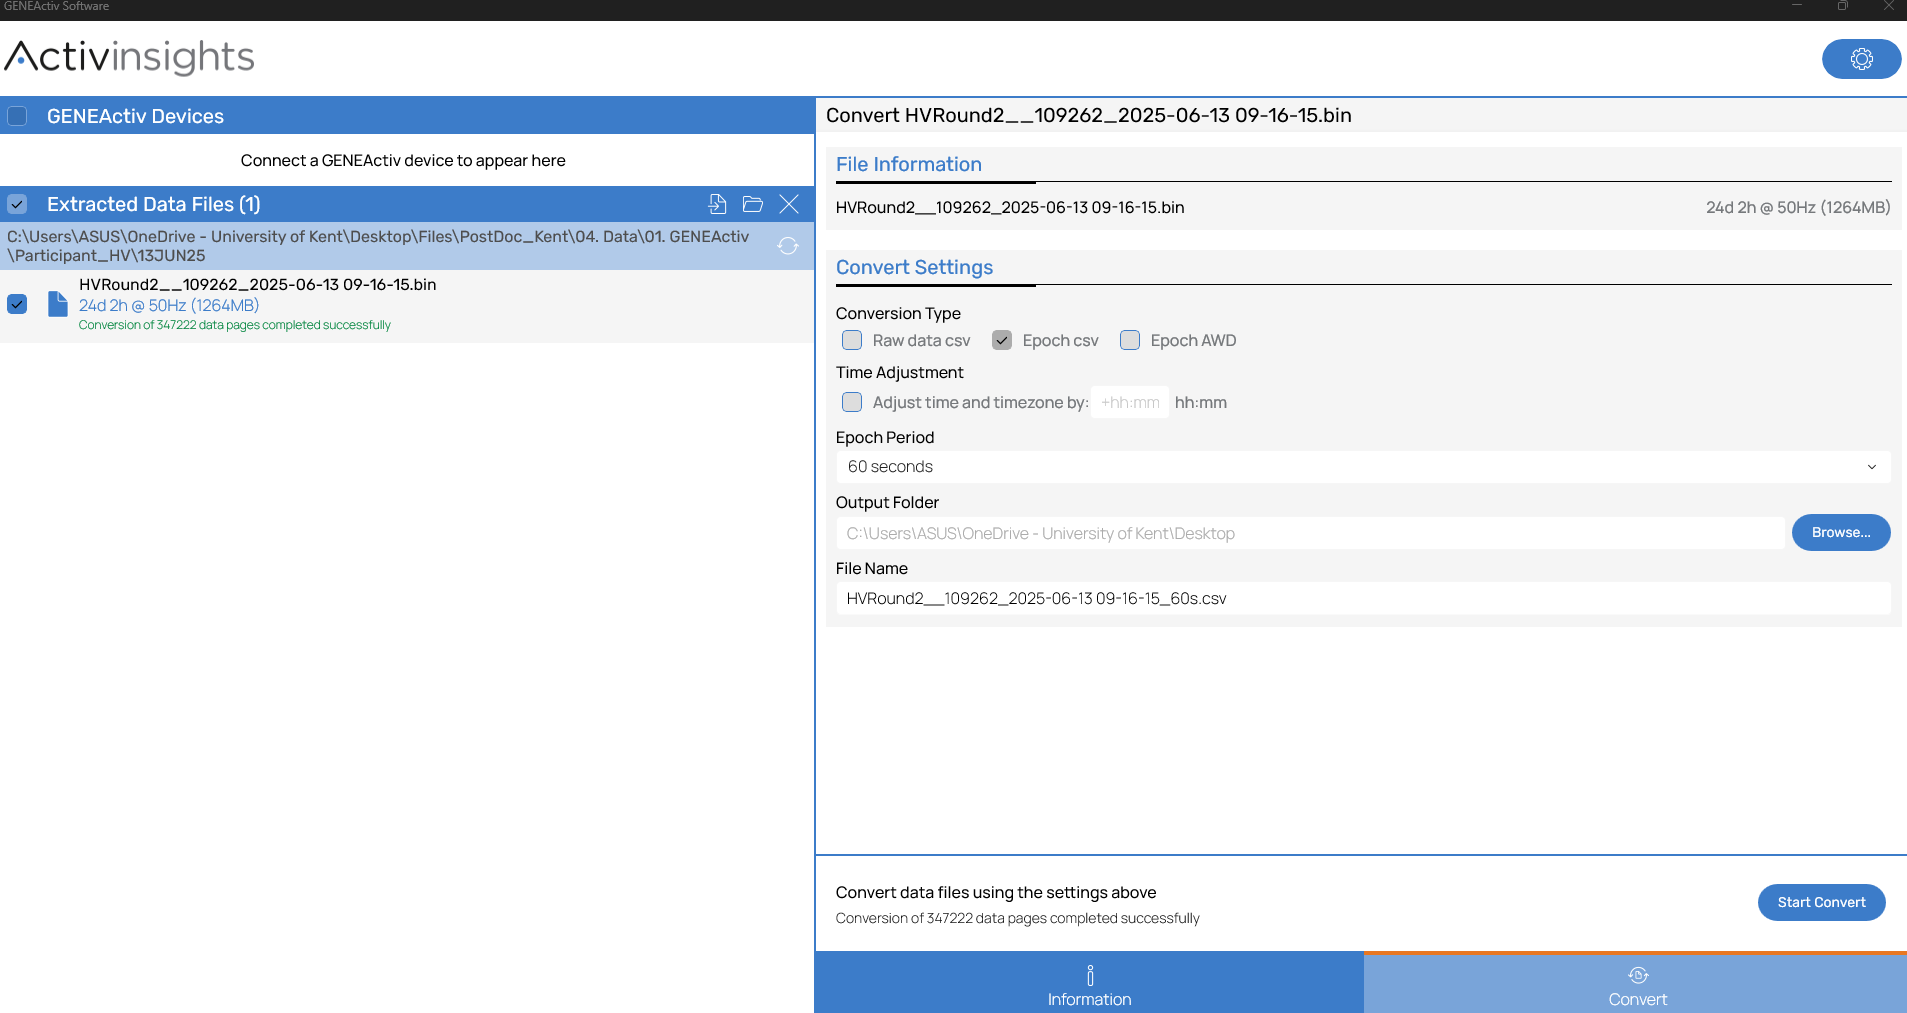 GENEActiv Software
Activinsights
GENEActiv Devices
Connect a GENEActiv device to appear here
Extracted Data Files (1)
C:\Users\ASUS\OneDrive - University of Kent\Desktop\Files\PostDoc_Kent\04. Data\01. GENEActiv
\Participant_HV\13JUN25
HVRound2__109262_2025-06-13 09-16-15.bin
24d 2h @ 50Hz (1264MB)
Conversion of 347222 data pages completed successfully
Convert HVRound2__109262_2025-06-13 09-16-15.bin
File Information
HVRound2__109262_2025-06-13 09-16-15.bin 24d 2h @ 50Hz (1264MB)
Convert Settings
Conversion Type
Raw data csv Epoch csv Epoch AWD
Time Adjustment
Adjust time and timezone by: +hh:mm hh:mm
Epoch Period
60 seconds
Output Folder
C:\Users\ASUS\OneDrive - University of Kent\Desktop Browse...
File Name
HVRound2__109262_2025-06-13 09-16-15_60s.csv
Convert data files using the settings above
Conversion of 347222 data pages completed successfully
Start Convert
Information Convert